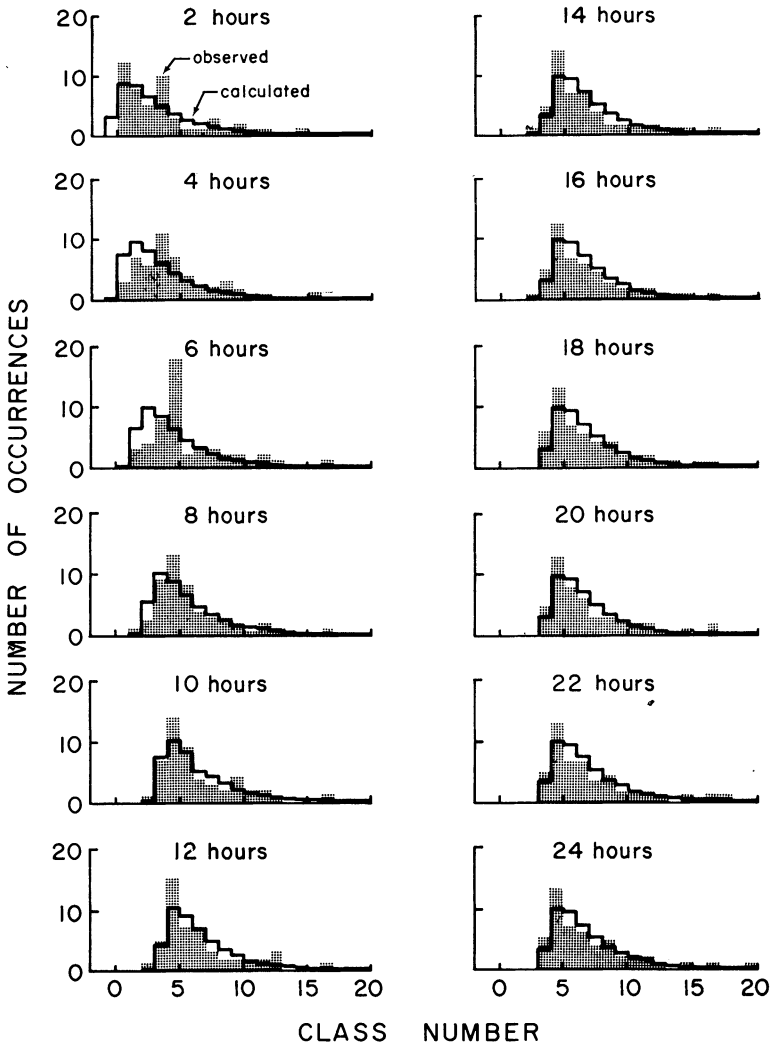 2 hours
14 hours
20
10
0
observed
calculated
4 hours
16 hours
20
10
0
6 hours
18 hours
20
10
0
8 hours
20 hours
20
10
0
10 hours
22 hours
20
10
0
12 hours
24 hours
20
10
0
0 5 10 15 20
0 5 10 15 20
NUMBER OF OCCURRENCES
CLASS NUMBER